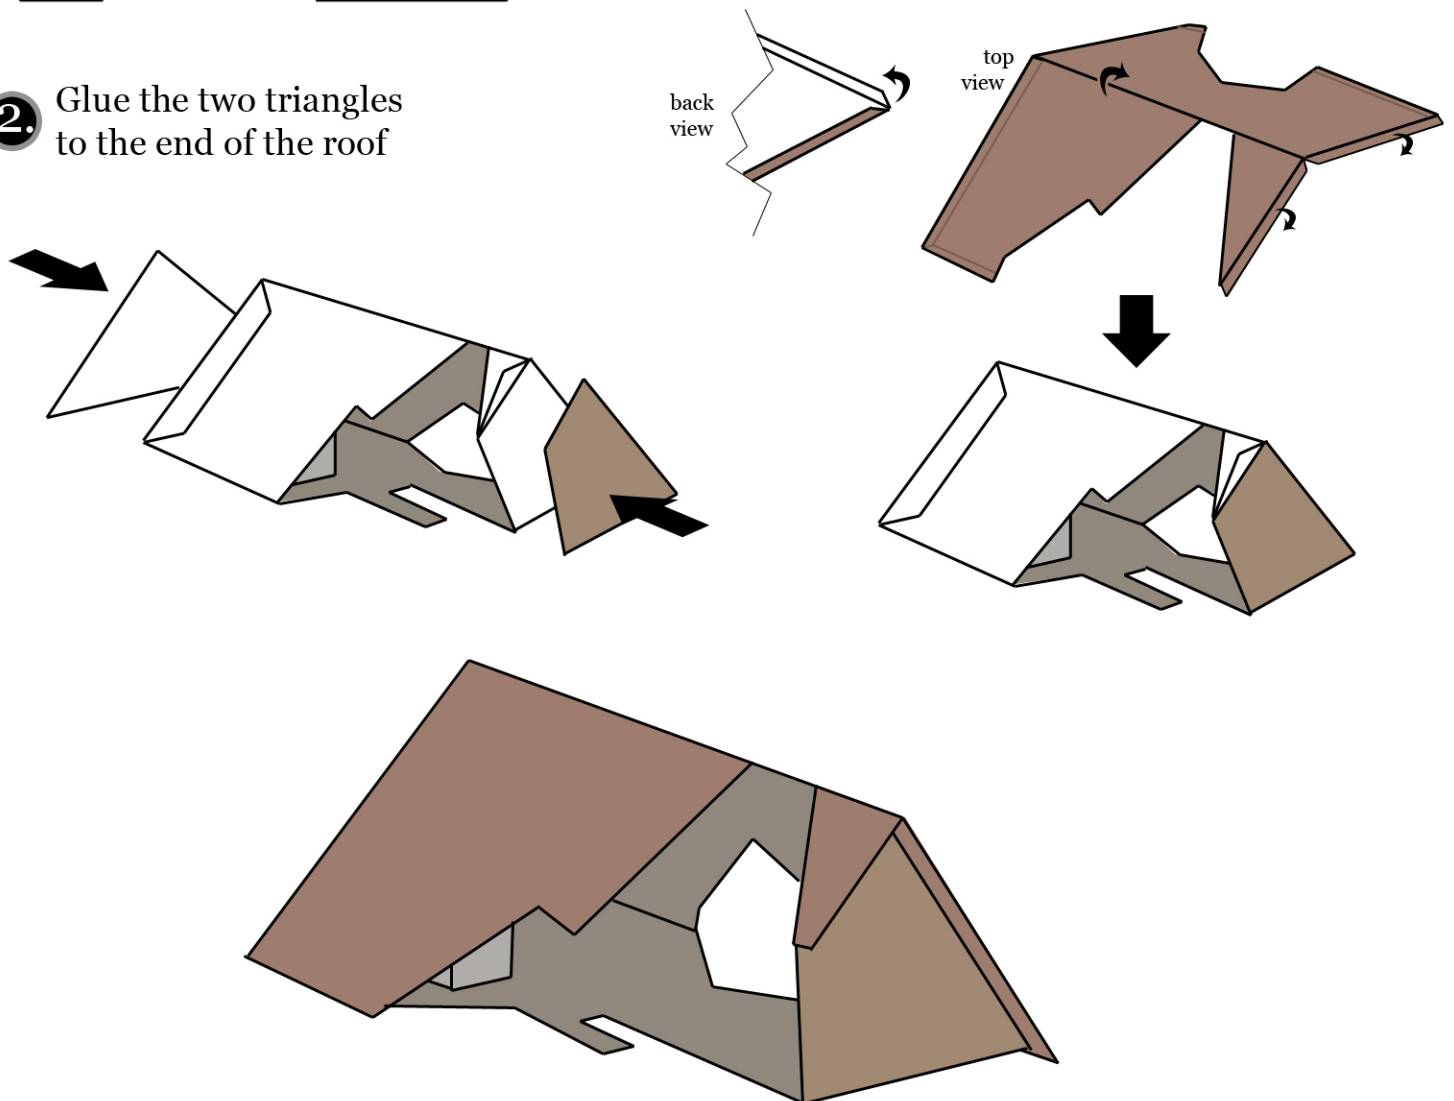 2.
Glue the two triangles
to the end of the roof
back
view
top
view